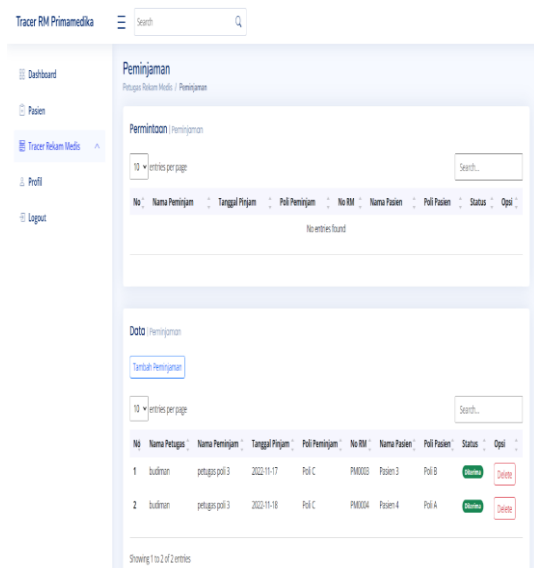 Tracer RM Primamedika
Search
Dashboard
Pasien
Tracer Rekam Medis
Profil
Logout
Peminjaman
Petugas Rekam Medis / Peminjaman
Permintaan | Peminjaman
10 entries per page
Search...
No Nama Peminjam Tanggal Pinjam Poli Peminjam No RM Nama Pasien Poli Pasien Status Opsi
No entries found
Data | Peminjaman
Tambah Peminjaman
10 entries per page
Search...
No Nama Petugas Nama Peminjam Tanggal Pinjam Poli Peminjam No RM Nama Pasien Poli Pasien Status Opsi
1 budiman petugas poli 3 2022-11-17 Poli C PM0003 Pasien 3 Poli B Diterima Delete
2 budiman petugas poli 3 2022-11-18 Poli C PM0004 Pasien 4 Poli A Diterima Delete
Showing 1 to 2 of 2 entries